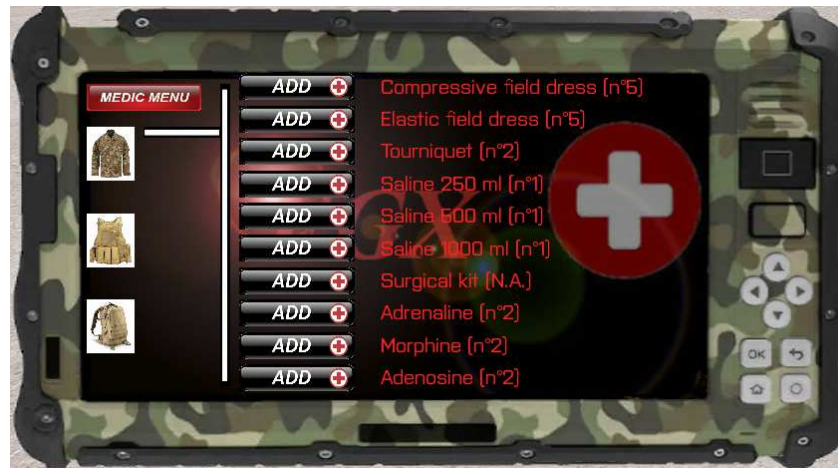 MEDIC MENU
ADD Compressive field dress (n°5)
ADD Elastic field dress (n°5)
ADD Tourniquet (n°2)
ADD Saline 250 ml (n°1)
ADD Saline 500 ml (n°1)
ADD Saline 1000 ml (n°1)
ADD Surgical kit (N.A.)
ADD Adrenaline (n°2)
ADD Morphine (n°2)
ADD Adenosine (n°2)
OK